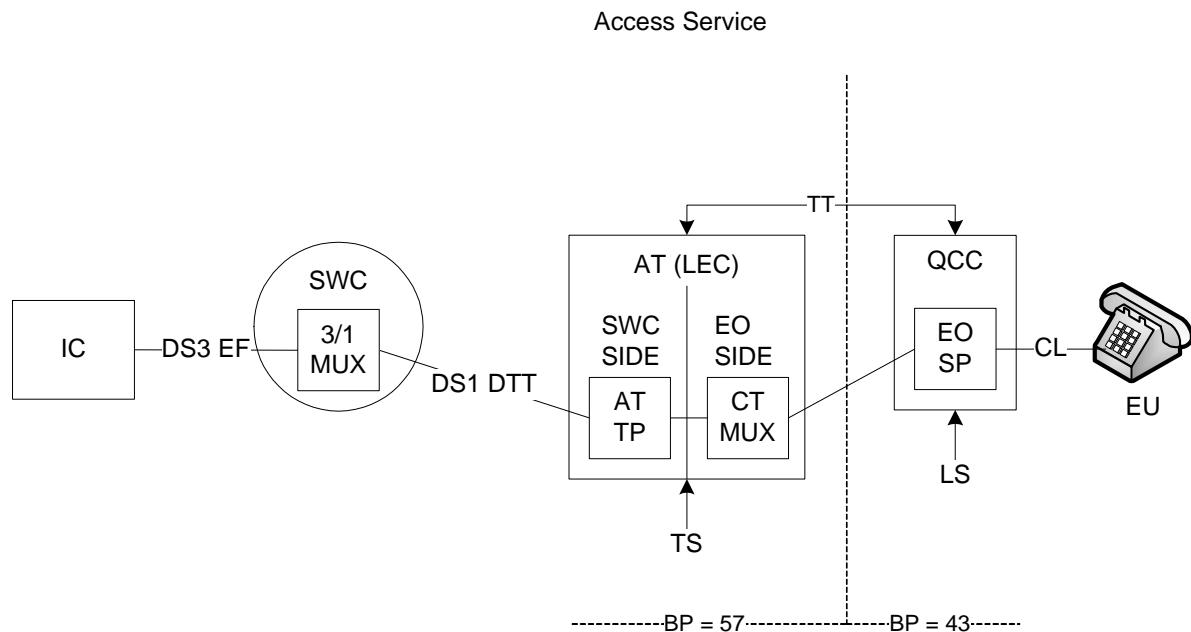 Access Service
TT
AT (LEC)
QCC
SWC
IC
DS3 EF
3/1
MUX
DS1 DTT
SWC
SIDE
EO
SIDE
AT
TP
CT
MUX
EO
SP
CL
EU
LS
TS
BP = 57
BP = 43